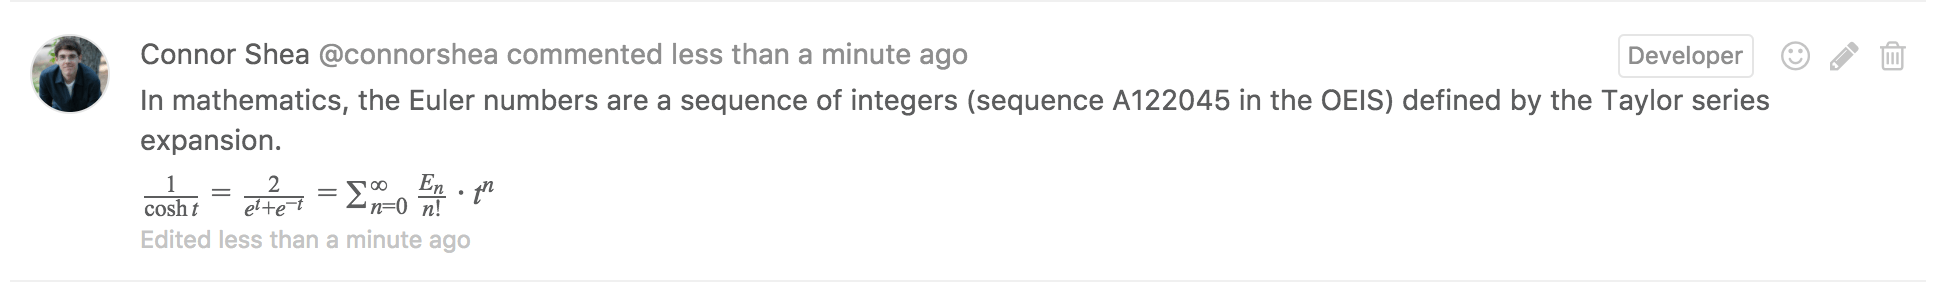 Connor Shea @connorshea commented less than a minute ago Developer
In mathematics, the Euler numbers are a sequence of integers (sequence A122045 in the OEIS) defined by the Taylor series
expansion.
\frac{1}{\cosh t} = \frac{2}{e^t+e^{-t}} = \sum_{n=0}^{\infty} \frac{E_n}{n!} \cdot t^n
Edited less than a minute ago